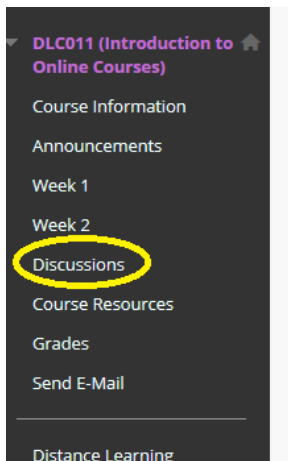 DLC011 (Introduction to
Online Courses)
Course Information
Announcements
Week 1
Week 2
Discussions
Course Resources
Grades
Send E-Mail
Distance Learning